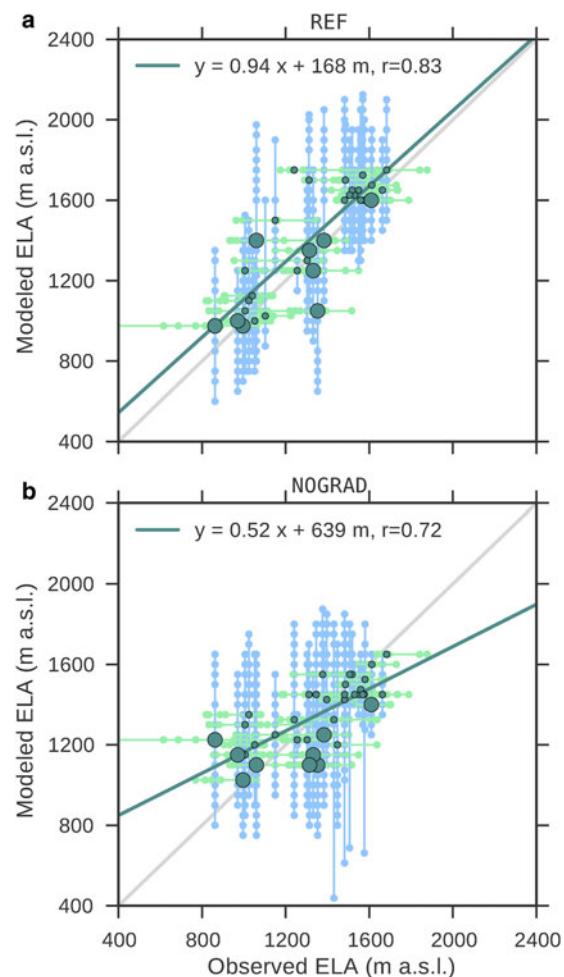 a
REF
2400
y = 0.94 x + 168 m, r=0.83
2000
1600
1200
800
400
Modeled ELA (m a.s.l.)
b
NOGRAD
2400
y = 0.52 x + 639 m, r=0.72
2000
1600
1200
800
400
Modeled ELA (m a.s.l.)
400 800 1200 1600 2000 2400
Observed ELA (m a.s.l.)